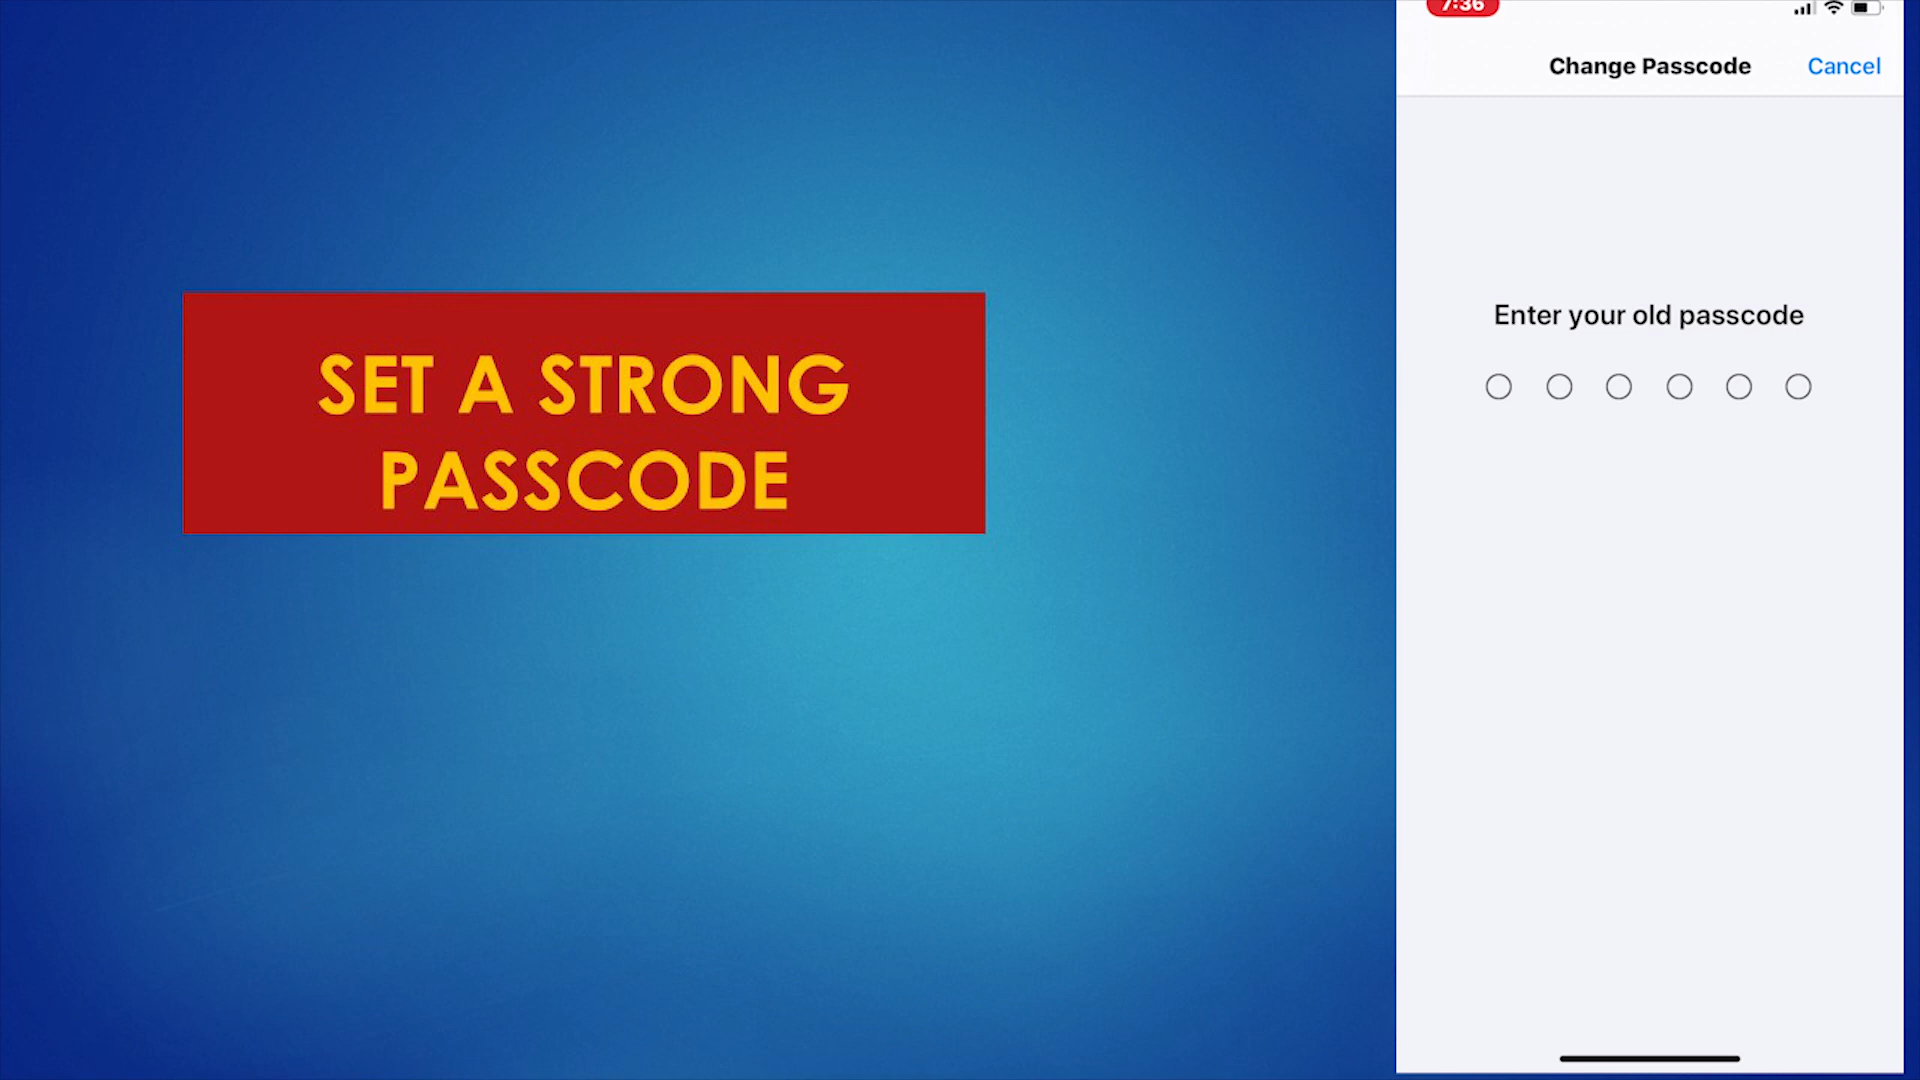 SET A STRONG
PASSCODE
7:36
Change Passcode
Cancel
Enter your old passcode